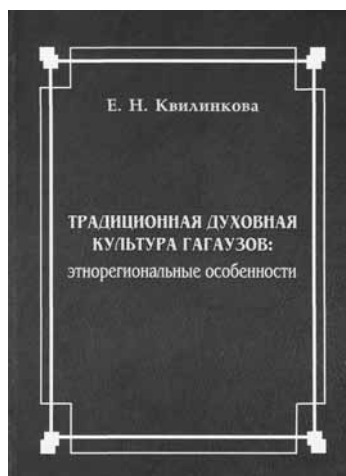 Е. Н. Квилинкова
ТРАДИЦИОННАЯ ДУХОВНАЯ
КУЛЬТУРА ГАГАУЗОВ:
этнорегиональные особенности